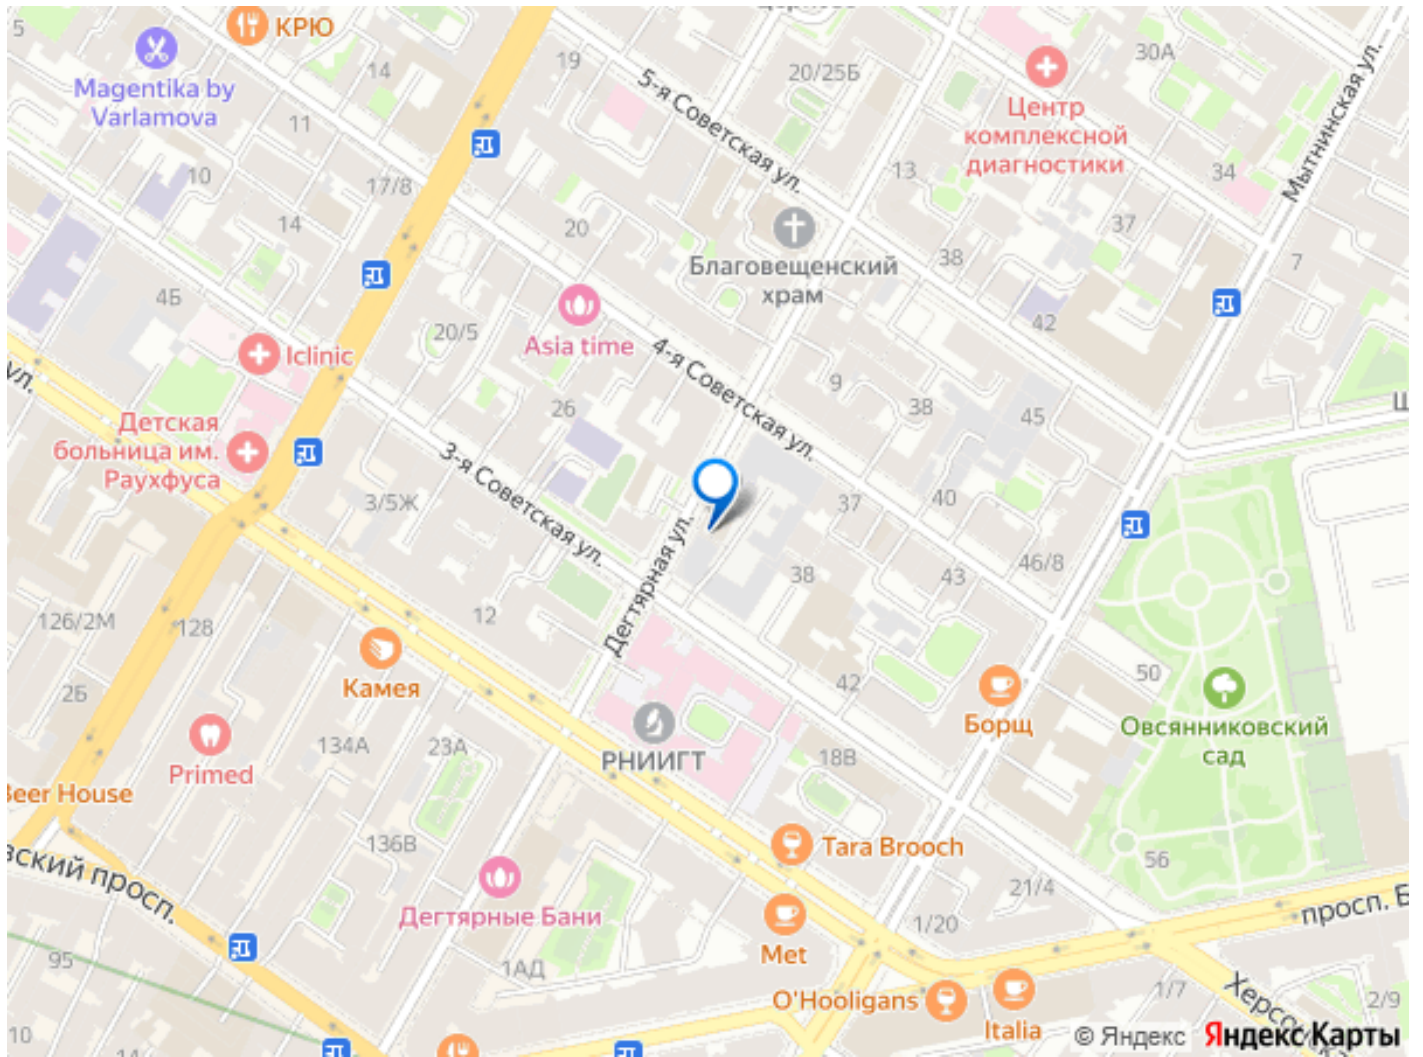 5
КРЮ
церковь
19
14
20/25Б
30А
Magentika by
Varlamova
11
5-я Советская ул.
Центр
комплексной
диагностики
Мытнинская ул.
10
17/8
13
34
14
20
37
Благовещенский
храм
38
7
4Б
42
20/5
Asia time
Iclinic
4-я Советская ул.
9
ул.
26
38
45
Детская
больница им.
Раухфуса
3-я Советская ул.
3/5Ж
37
40
Дегтярная ул.
38
43
46/8
126/2М
128
12
2Б
Камея
42
50
Борщ
Овсянниковский
сад
134А
23А
РНИИГТ
18В
Primed
Beer House
136В
Tara Brooch
56
вский просп.
21/4
Дегтярные Бани
Met
1/20
просп. Б
95
1АД
O'Hooligans
Italia
1/7
Херсо
2/9
10
14
© Яндекс Яндекс Карты